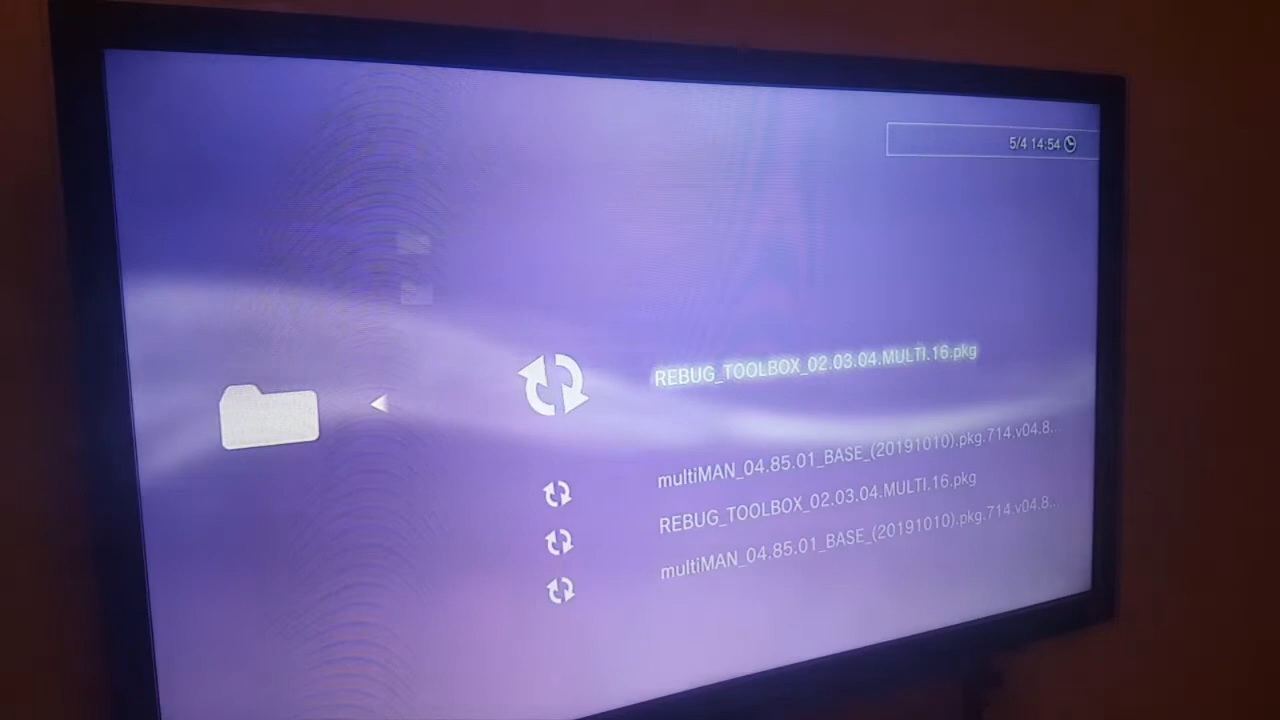 5/4 14:54
REBUG_TOOLBOX_02.03.04.MULTI.16.pkg
multiMAN_04.85.01_BASE_(20191010).pkg.714.v04.8...
REBUG_TOOLBOX_02.03.04.MULTI.16.pkg
multiMAN_04.85.01_BASE_(20191010).pkg.714.v04.8...